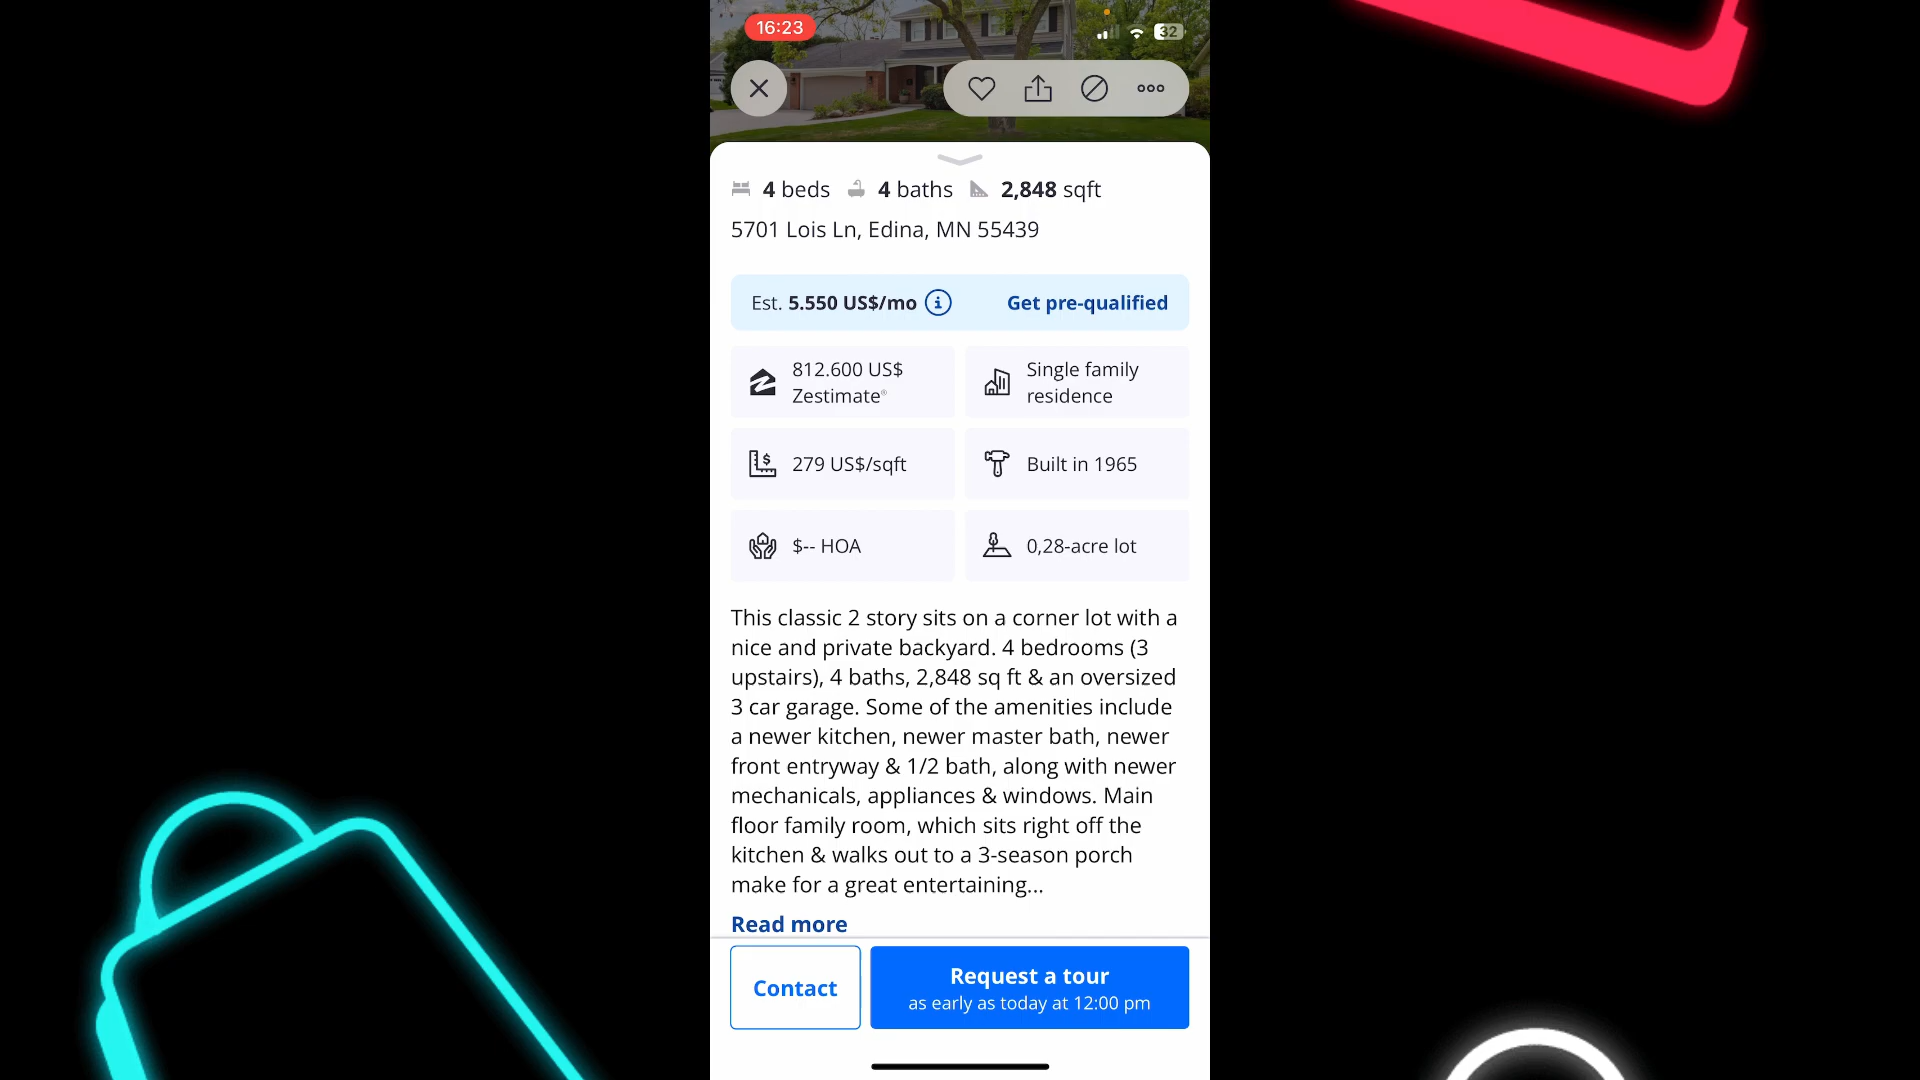 16:23
32
4 beds 4 baths 2,848 sqft
5701 Lois Ln, Edina, MN 55439
Est. 5.550 US$/mo Get pre-qualified
812.600 US$
Zestimate®
Single family
residence
279 US$/sqft
Built in 1965
$-- HOA
0,28-acre lot
This classic 2 story sits on a corner lot with a
nice and private backyard. 4 bedrooms (3
upstairs), 4 baths, 2,848 sq ft & an oversized
3 car garage. Some of the amenities include
a newer kitchen, newer master bath, newer
front entryway & 1/2 bath, along with newer
mechanicals, appliances & windows. Main
floor family room, which sits right off the
kitchen & walks out to a 3-season porch
make for a great entertaining...
Read more
Contact
Request a tour
as early as today at 12:00 pm